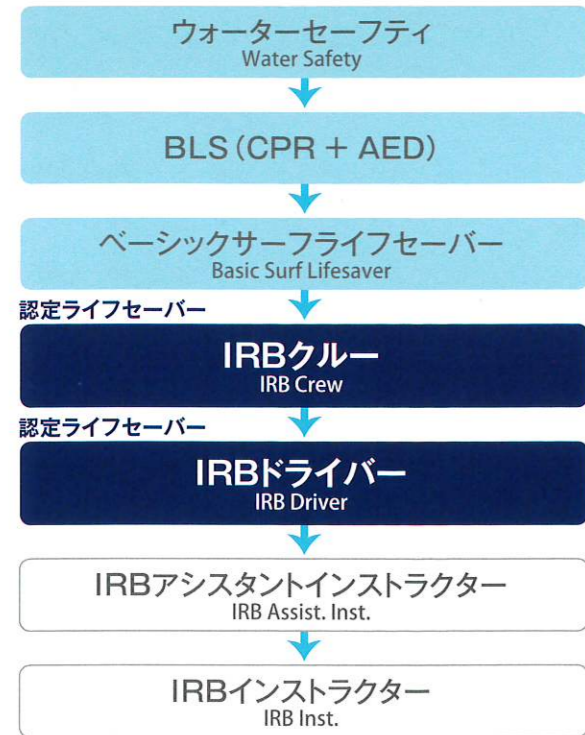 ウォーターセーフティ
Water Safety
BLS(CPR + AED)
ベーシックサーフライフセーバー
Basic Surf Lifesaver
認定ライフセーバー
IRBクルー
IRB Crew
認定ライフセーバー
IRBドライバー
IRB Driver
IRBアシスタントインストラクター
IRB Assist. Inst.
IRBインストラクター
IRB Inst.